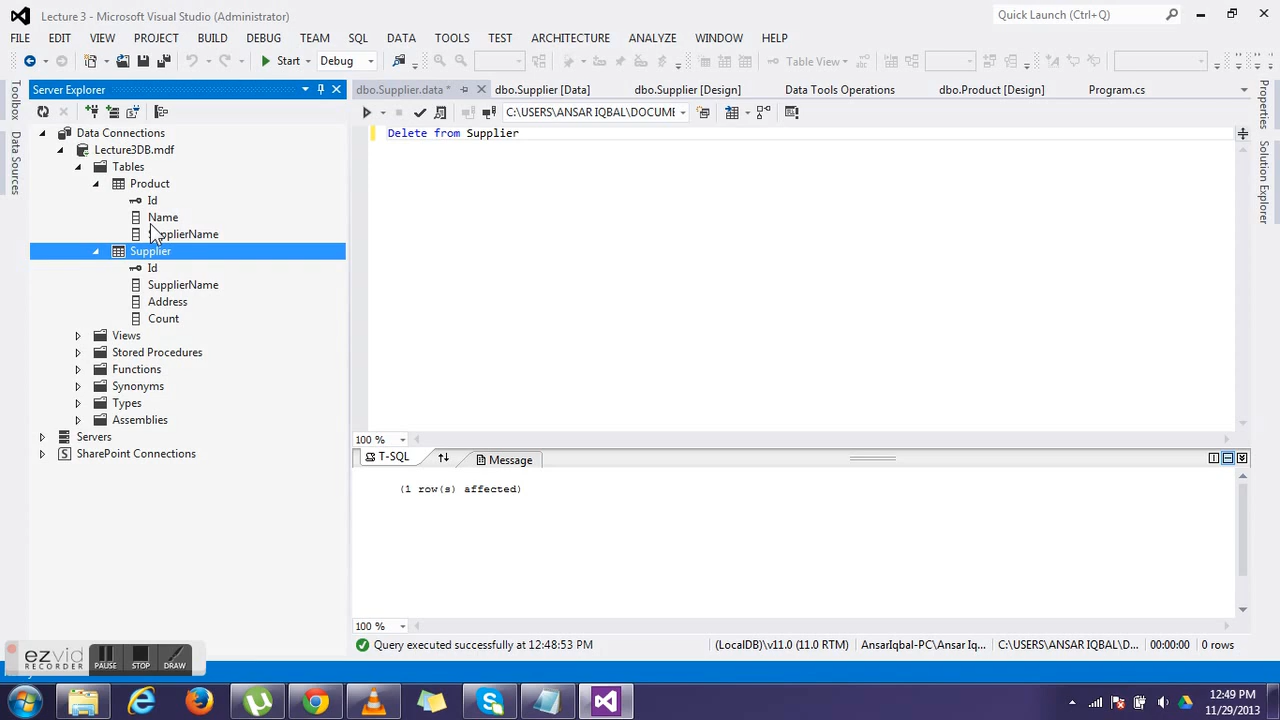 Lecture 3 - Microsoft Visual Studio (Administrator)
Quick Launch (Ctrl+Q)
FILE EDIT VIEW PROJECT BUILD DEBUG TEAM SQL DATA TOOLS TEST ARCHITECTURE ANALYZE WINDOW HELP
Start Debug Table View
Toolbox
Data Sources
Server Explorer
Data Connections
Lecture3DB.mdf
Tables
Product
Id
Name
SupplierName
Supplier
Id
SupplierName
Address
Count
Views
Stored Procedures
Functions
Synonyms
Types
Assemblies
Servers
SharePoint Connections
dbo.Supplier.data * dbo.Supplier [Data] dbo.Supplier [Design] Data Tools Operations dbo.Product [Design] Program.cs
C:\USERS\ANSAR IQBAL\DOCUME
Delete from Supplier
100 %
T-SQL Message
(1 row(s) affected)
100 %
Query executed successfully at 12:48:53 PM (LocalDB)\v11.0 (11.0 RTM) AnsarIqbal-PC\Ansar Iq... C:\USERS\ANSAR IQBAL\D... 00:00:00 0 rows
Properties
Solution Explorer
ezvid
RECORDER
PAUSE STOP DRAW
12:49 PM
11/29/2013